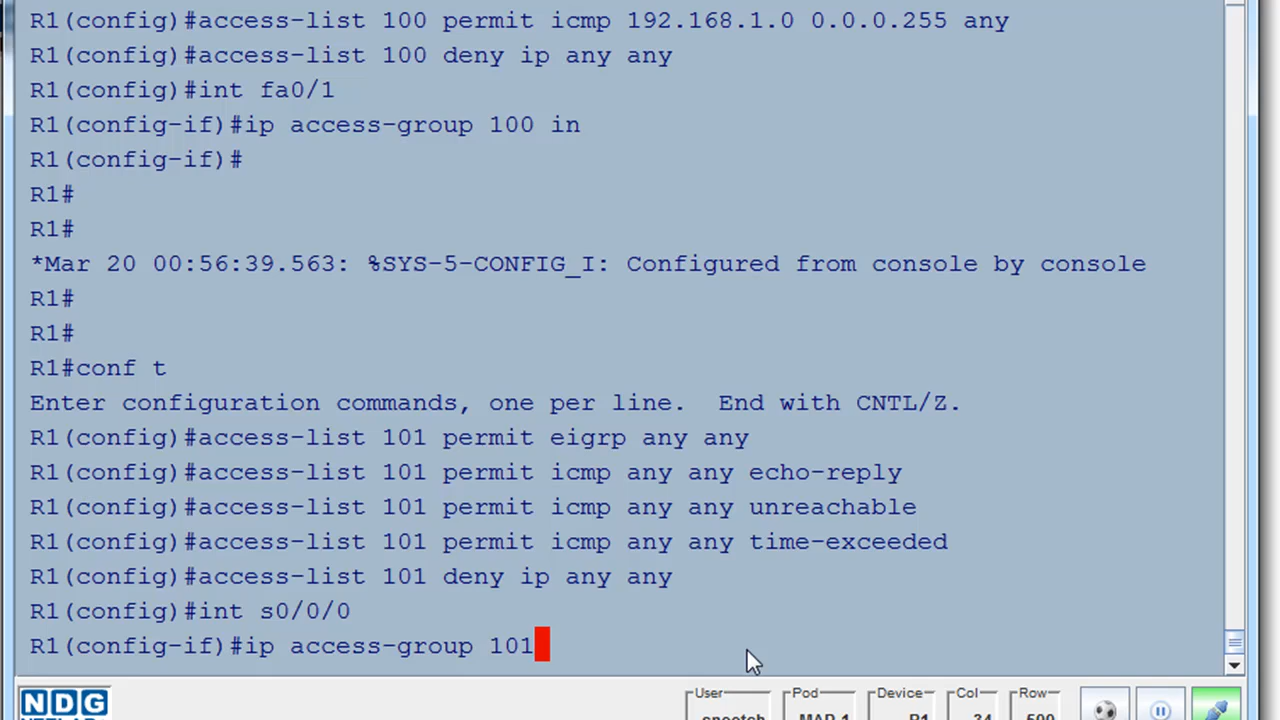 R1(config)#access-list 100 permit icmp 192.168.1.0 0.0.0.255 any
R1(config)#access-list 100 deny ip any any
R1(config)#int fa0/1
R1(config-if)#ip access-group 100 in
R1(config-if)#
R1#
R1#
*Mar 20 00:56:39.563: %SYS-5-CONFIG_I: Configured from console by console
R1#
R1#
R1#conf t
Enter configuration commands, one per line.  End with CNTL/Z.
R1(config)#access-list 101 permit eigrp any any
R1(config)#access-list 101 permit icmp any any echo-reply
R1(config)#access-list 101 permit icmp any any unreachable
R1(config)#access-list 101 permit icmp any any time-exceeded
R1(config)#access-list 101 deny ip any any
R1(config)#int s0/0/0
R1(config-if)#ip access-group 101
NDG
User Pod Device Col Row